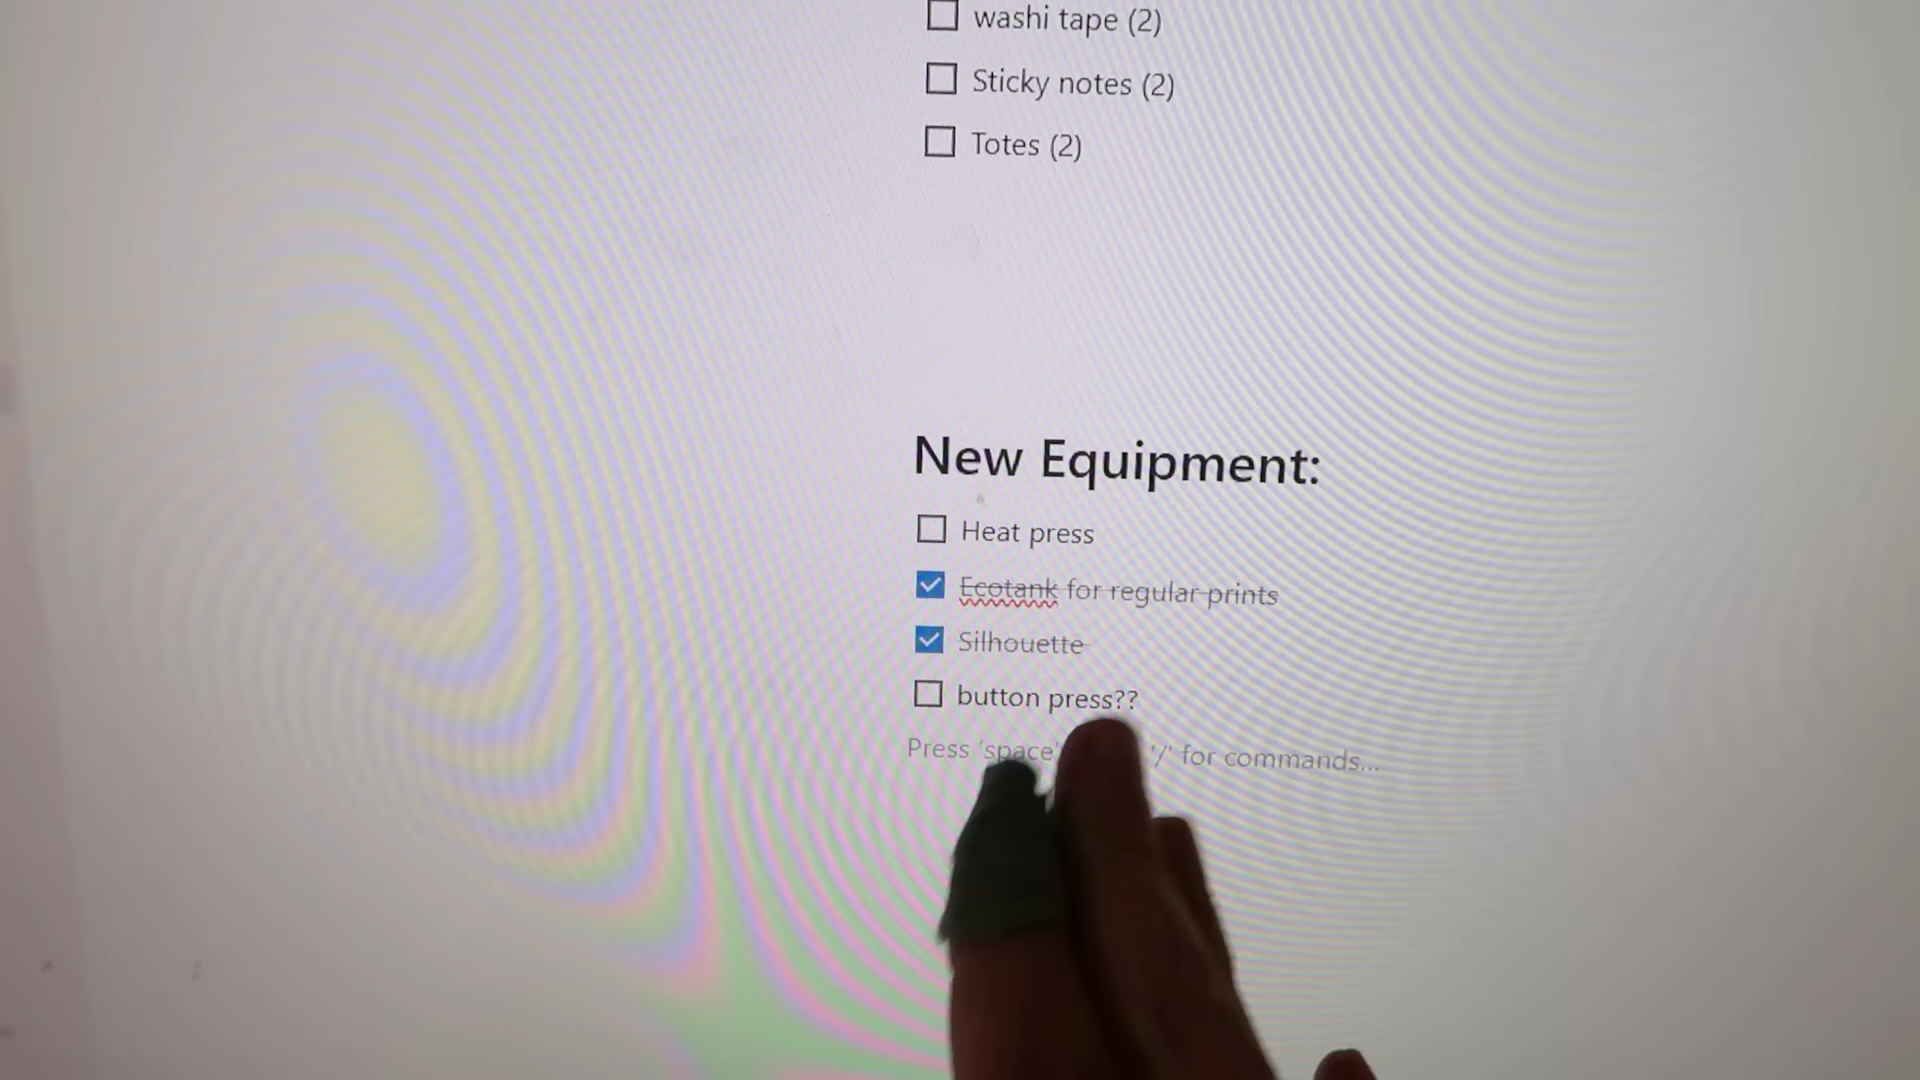 washi tape (2)
Sticky notes (2)
Totes (2)
New Equipment:
Heat press
Ecotank for regular prints
Silhouette
button press??
Press 'space' '/' for commands...